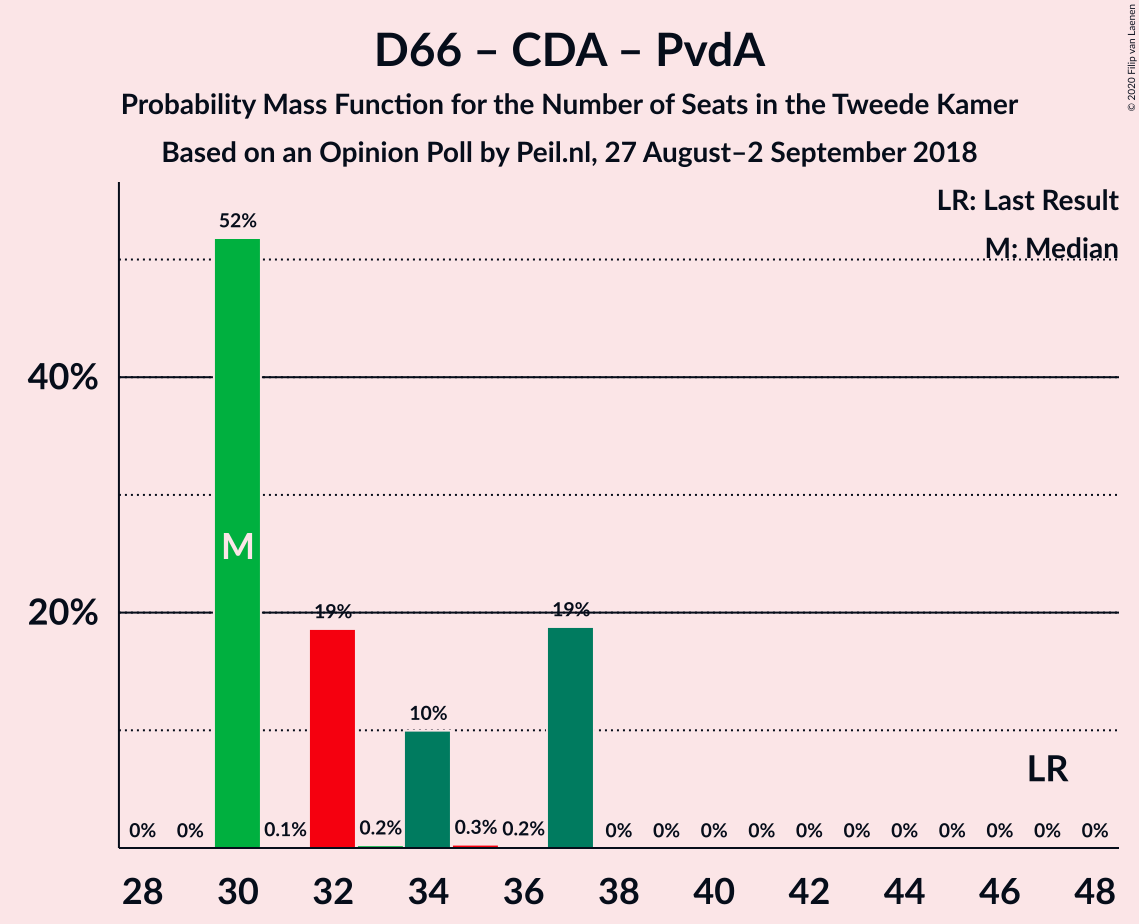 D66 – CDA – PvdA
Probability Mass Function for the Number of Seats in the Tweede Kamer
Based on an Opinion Poll by Peil.nl, 27 August–2 September 2018
© 2020 Filip van Laenen
LR: Last Result
M: Median
52%
40%
M
20%
19%
19%
10%
LR
0% 0% 0.1% 0.2% 0.3% 0.2% 0% 0% 0% 0% 0% 0% 0% 0% 0% 0% 0%
28 30 32 34 36 38 40 42 44 46 48